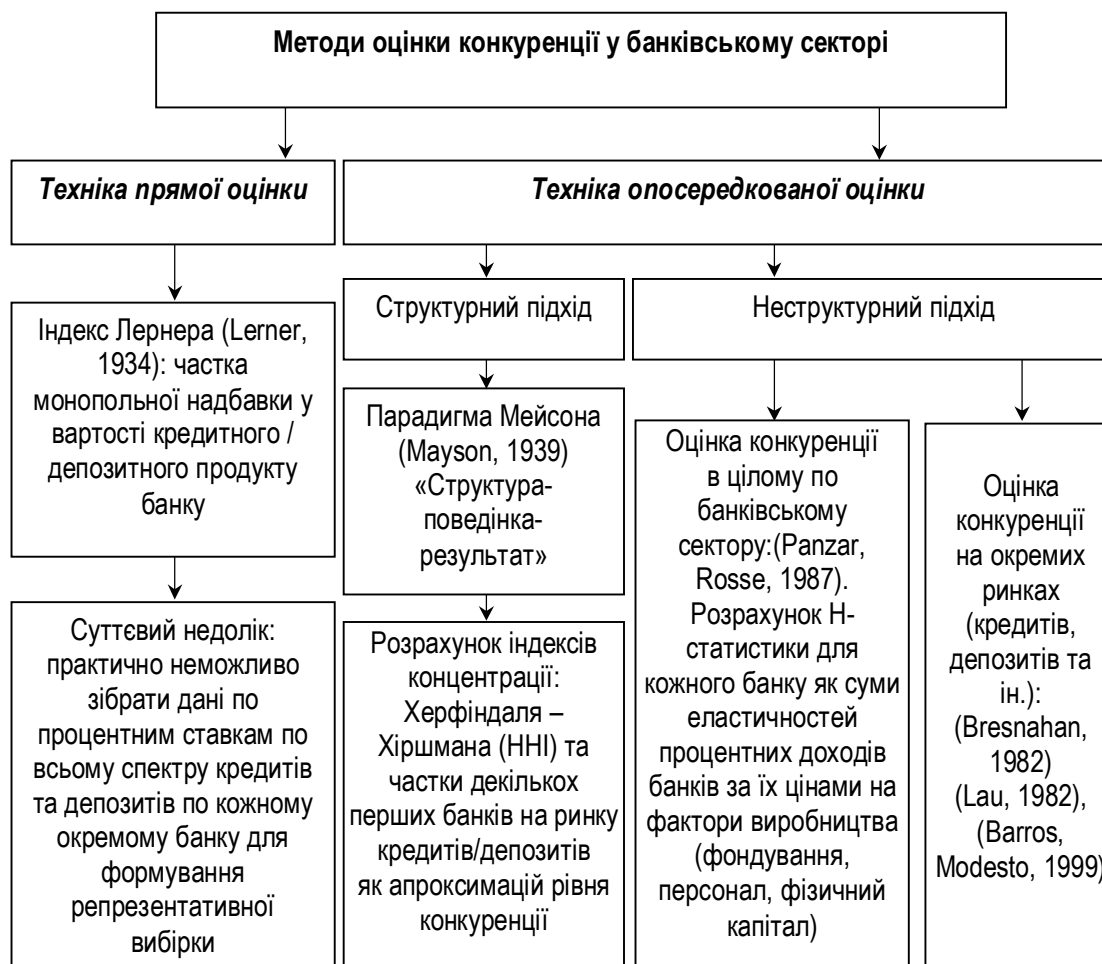 Методи оцінки конкуренції у банківському секторі
Техніка прямої оцінки
Техніка опосередкованої оцінки
Індекс Лернера (Lerner,
1934): частка
монопольної надбавки у
вартості кредитного /
депозитного продукту
банку
Суттєвий недолік:
практично неможливо
зібрати дані по
процентним ставкам по
всьому спектру кредитів
та депозитів по кожному
окремому банку для
формування
репрезентативної
вибірки
Структурний підхід
Парадигма Мейсона
(Mayson, 1939)
«Структура-
поведінка-
результат»
Розрахунок індексів
концентрації:
Херфіндаля –
Хіршмана (ННІ) та
частки декількох
перших банків на ринку
кредитів/депозитів
як апроксимацій рівня
конкуренції
Неструктурний підхід
Оцінка конкуренції
в цілому по
банківському
сектору:(Panzar,
Rosse, 1987).
Розрахунок Н-
статистики для
кожного банку як суми
еластичностей
процентних доходів
банків за їх цінами на
фактори виробництва
(фондування,
персонал, фізичний
капітал)
Оцінка
конкуренції
на окремих
ринках
(кредитів,
депозитів та
ін.):
(Bresnahan,
1982)
(Lau, 1982),
(Barros,
Modesto, 1999)